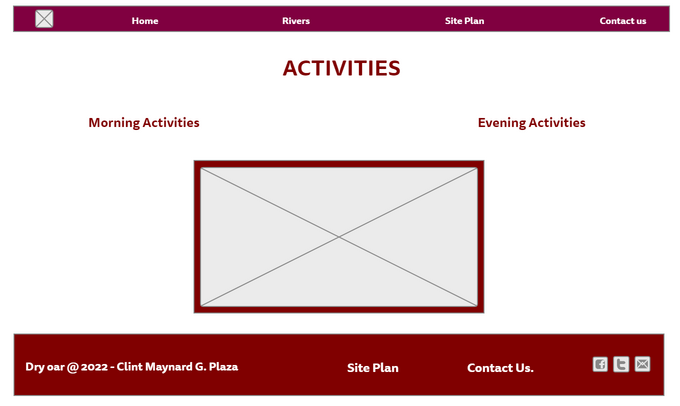 Home Rivers Site Plan Contact us
ACTIVITIES
Morning Activities Evening Activities
Dry oar @ 2022 - Clint Maynard G. Plaza Site Plan Contact Us.